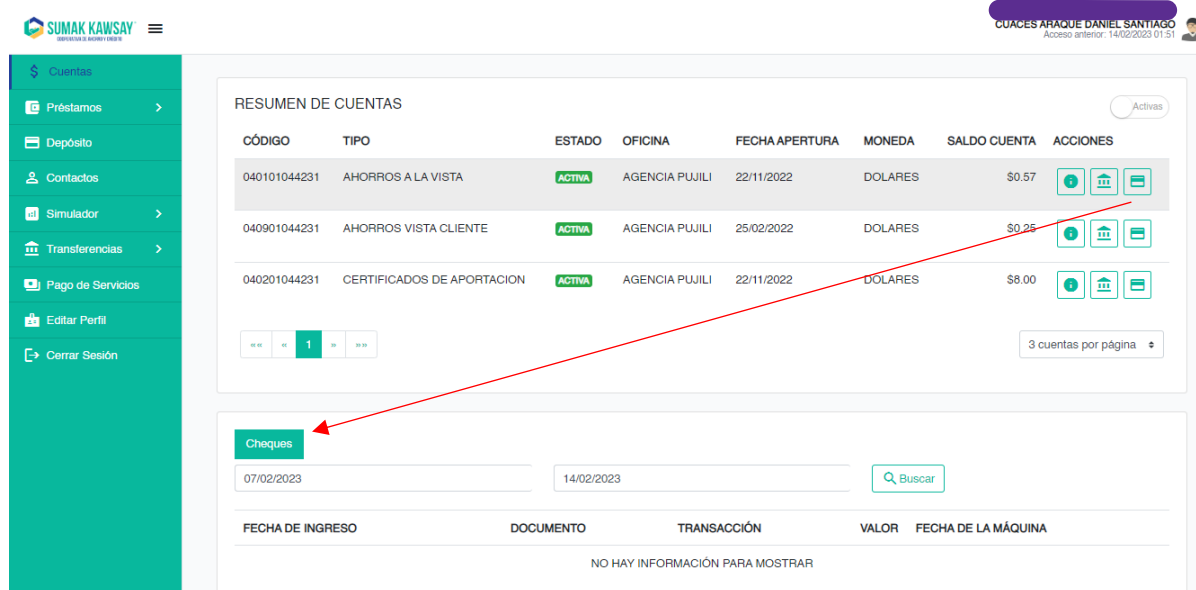 SUMAK KAWSAY
COOPERATIVA DE AHORRO Y CREDITO
CUACES ARAQUE DANIEL SANTIAGO
Acceso anterior: 14/02/2023 01:51
Cuentas
Préstamos
Depósito
Contactos
Simulador
Transferencias
Pago de Servicios
Editar Perfil
Cerrar Sesión
RESUMEN DE CUENTAS
Activas
CÓDIGO TIPO ESTADO OFICINA FECHA APERTURA MONEDA SALDO CUENTA ACCIONES
040101044231 AHORROS A LA VISTA ACTIVA AGENCIA PUJILI 22/11/2022 DOLARES $0.57
040901044231 AHORROS VISTA CLIENTE ACTIVA AGENCIA PUJILI 25/02/2022 DOLARES $0.25
040201044231 CERTIFICADOS DE APORTACION ACTIVA AGENCIA PUJILI 22/11/2022 DOLARES $8.00
«« « 1 » »» 3 cuentas por página
Cheques
07/02/2023 14/02/2023 Buscar
FECHA DE INGRESO DOCUMENTO TRANSACCIÓN VALOR FECHA DE LA MÁQUINA
NO HAY INFORMACIÓN PARA MOSTRAR